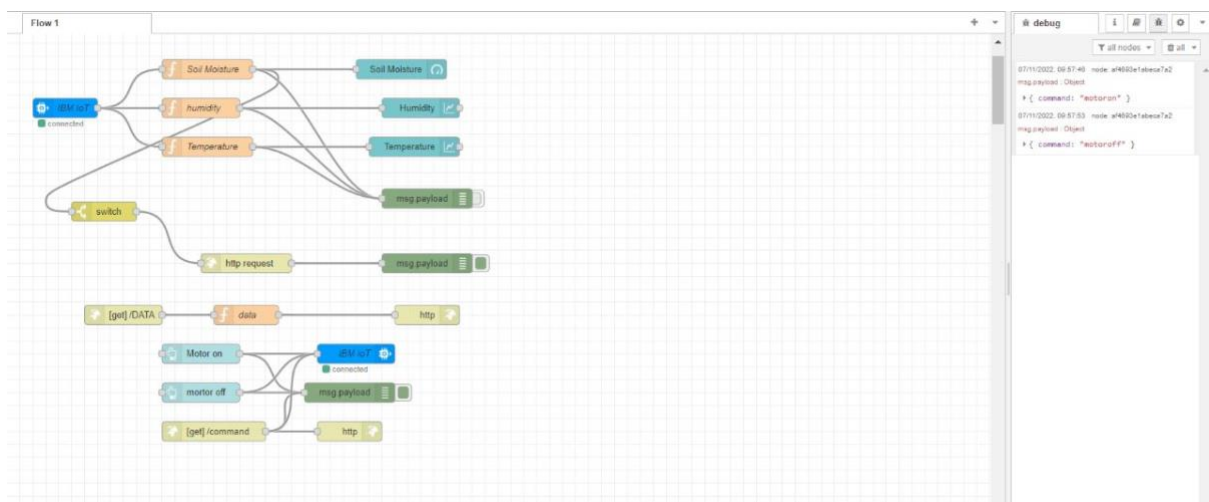 Flow 1
debug
i
all nodes
all
07/11/2022, 09:57:46 node: af4693e1abece7a2
msg.payload : Object
{ command: "motoron" }
07/11/2022, 09:57:53 node: af4693e1abece7a2
msg.payload : Object
{ command: "motoroff" }
Soil Moisture
Soil Moisture
IBM IoT
connected
humidity
Humidity
Temperature
Temperature
msg.payload
switch
http request
msg.payload
[get] /DATA
data
http
Motor on
IBM IoT
connected
mortor off
msg.payload
[get] /command
http